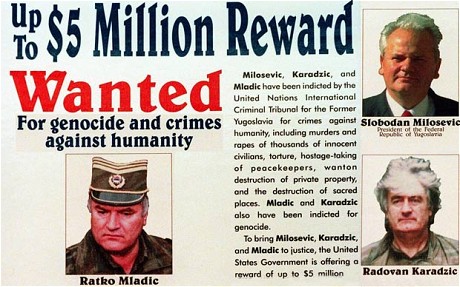 Up To $5 Million Reward
Wanted
For genocide and crimes
against humanity
Ratko Mladic
Milosevic, Karadzic, and
Mladic have been indicted by the
United Nations International
Criminal Tribunal for the Former
Yugoslavia for crimes against
humanity, including murders and
rapes of thousands of innocent
civilians, torture, hostage-taking
of peacekeepers, wanton
destruction of private property,
and the destruction of sacred
places. Mladic and Karadzic
also have been indicted for
genocide.
To bring Milosevic, Karadzic,
and Mladic to justice, the United
States Government is offering a
reward of up to $5 million
Slobodan Milosevic
President of the Federal
Republic of Yugoslavia
Radovan Karadzic